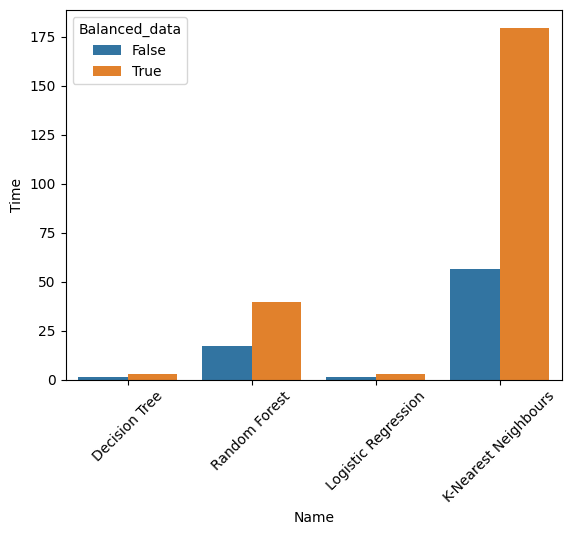 Balanced_data
False
True
175
150
125
100
75
50
25
0
Time
Decision Tree
Random Forest
Logistic Regression
K-Nearest Neighbours
Name